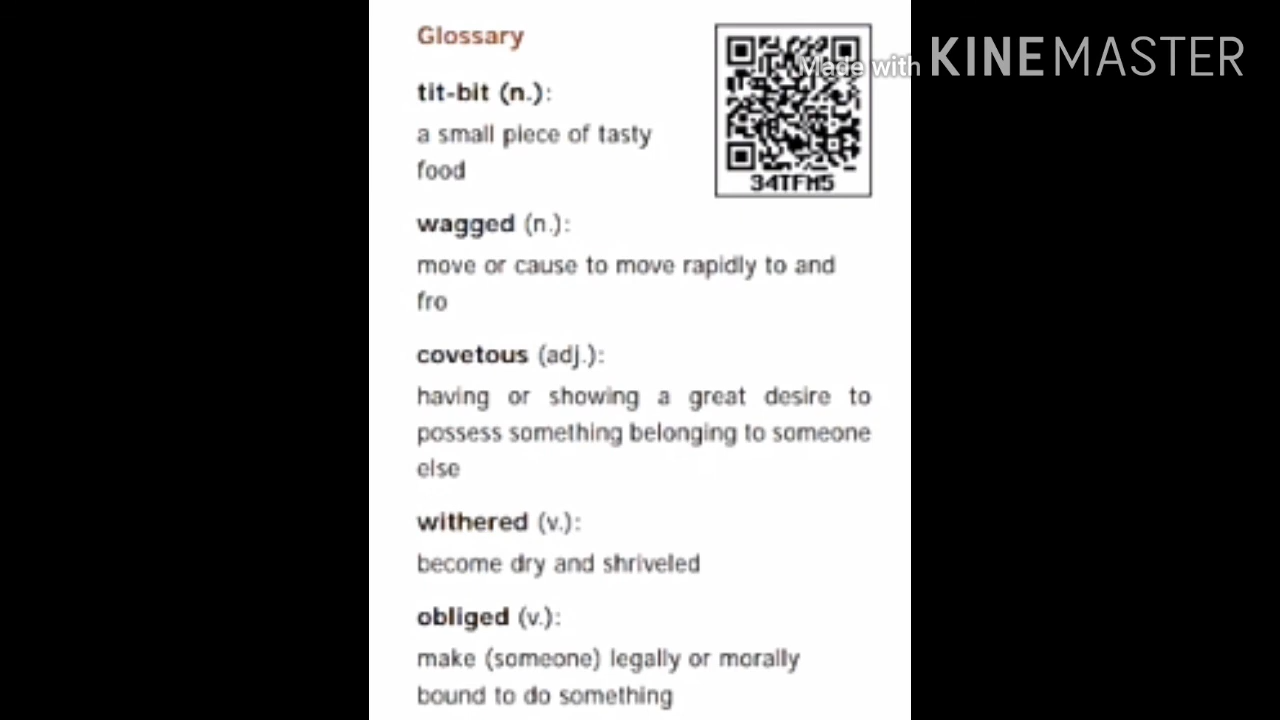 Glossary
tit-bit (n.):
a small piece of tasty
food
34TFM5
Made with KINEMASTER
wagged (n.):
move or cause to move rapidly to and
fro
covetous (adj.):
having or showing a great desire to
possess something belonging to someone
else
withered (v.):
become dry and shriveled
obliged (v.):
make (someone) legally or morally
bound to do something